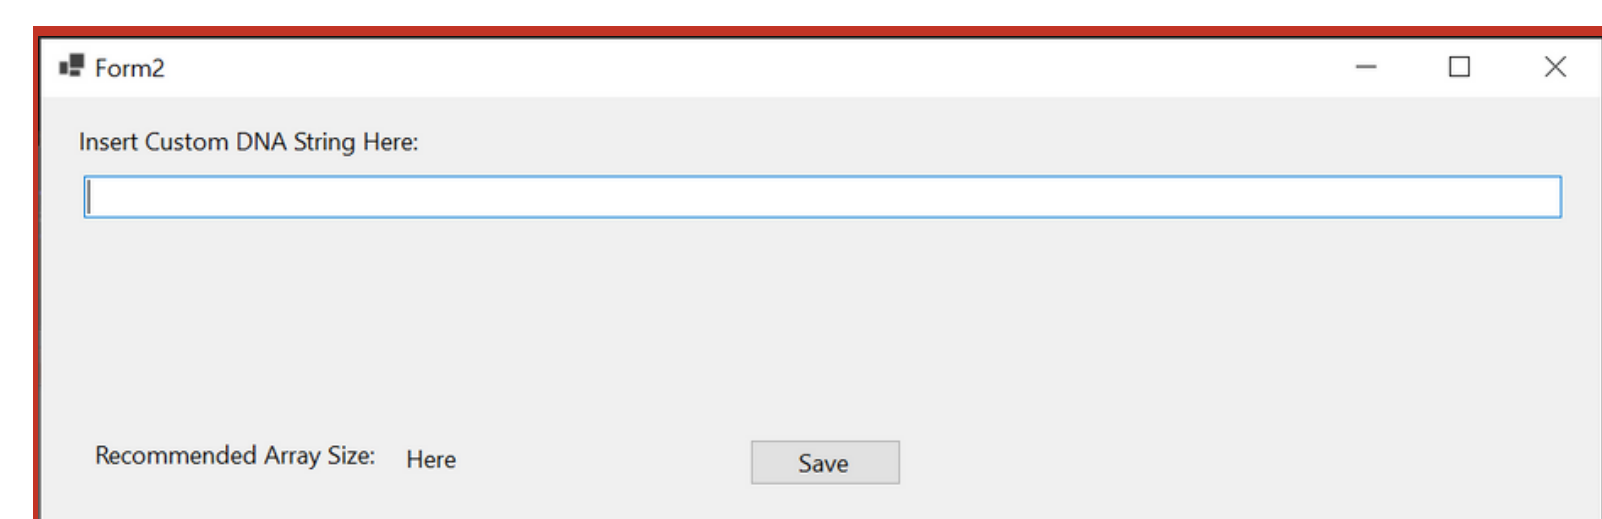 Form2
Insert Custom DNA String Here:
Recommended Array Size: Here
Save